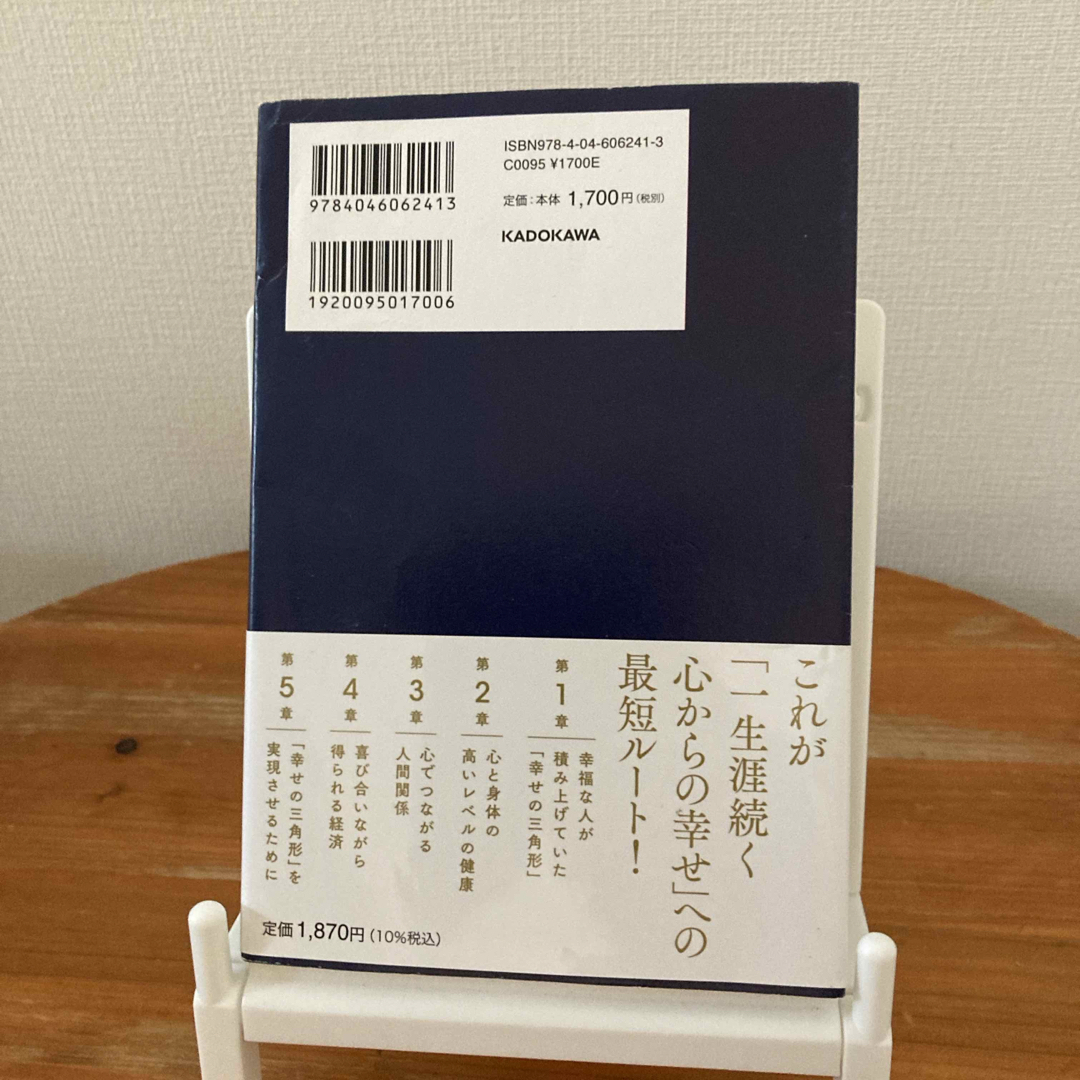 9784046062413
1920095017006
ISBN978-4-04-606241-3
C0095 ¥1700E
定価：本体 1,700円（税別）
KADOKAWA
これが
「一生涯続く
心からの幸せ」への
最短ルート！
第1章
幸福な人が
積み上げていた
「幸せの三角形」
第2章
心と身体の
高いレベルの健康
第3章
心でつながる
人間関係
第4章
喜び合いながら
得られる経済
第5章
「幸せの三角形」を
実現させるために
定価1,870円（10%税込）